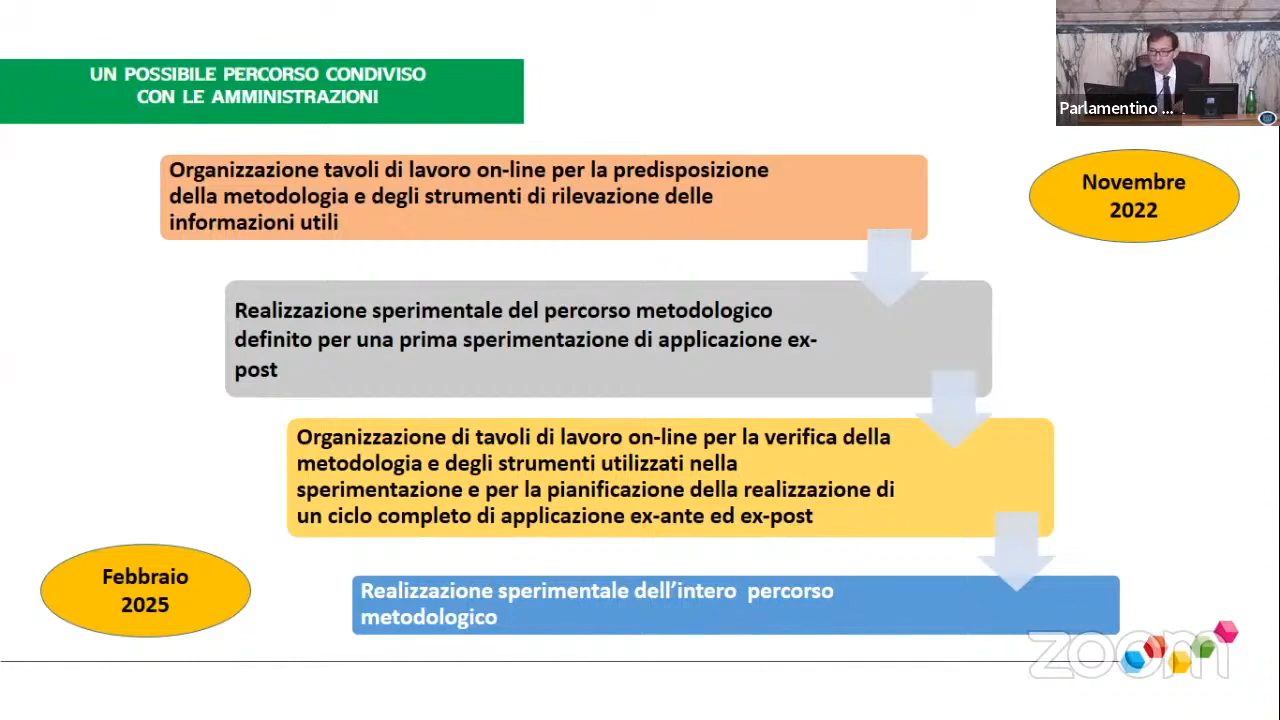 UN POSSIBILE PERCORSO CONDIVISO
CON LE AMMINISTRAZIONI
Parlamentino ...
Organizzazione tavoli di lavoro on-line per la predisposizione
della metodologia e degli strumenti di rilevazione delle
informazioni utili
Novembre
2022
Realizzazione sperimentale del percorso metodologico
definito per una prima sperimentazione di applicazione ex-
post
Organizzazione di tavoli di lavoro on-line per la verifica della
metodologia e degli strumenti utilizzati nella
sperimentazione e per la pianificazione della realizzazione di
un ciclo completo di applicazione ex-ante ed ex-post
Febbraio
2025
Realizzazione sperimentale dell’intero  percorso
metodologico
zoom